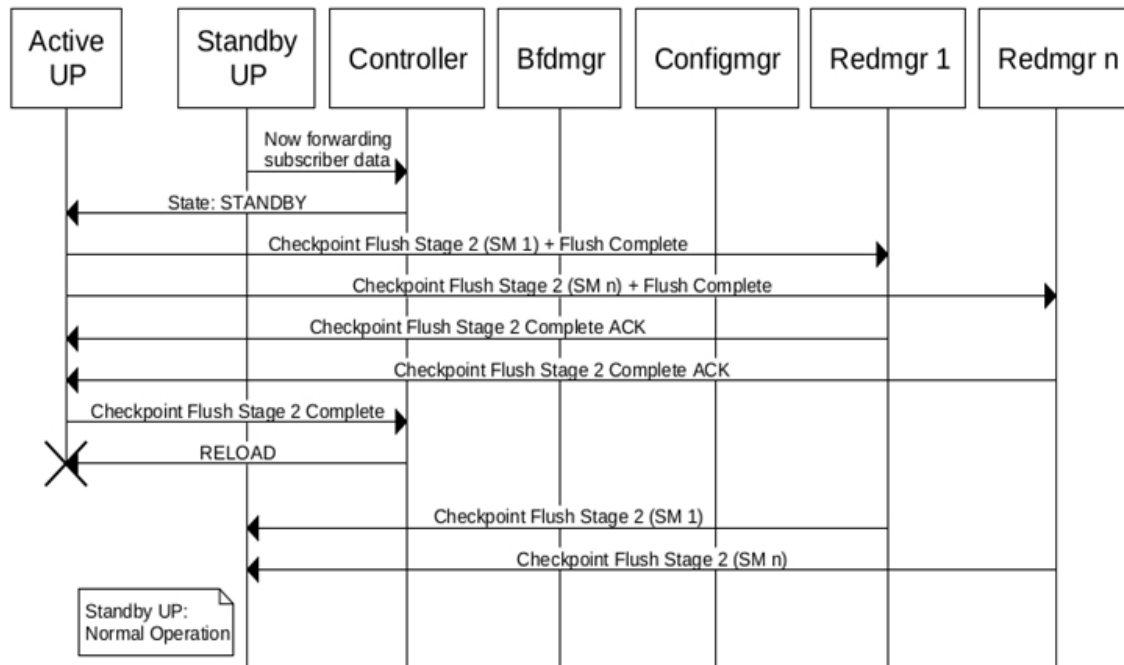 Active
UP
Standby
UP
Controller
Bfdmgr
Configmgr
Redmgr 1
Redmgr n
Now forwarding
subscriber data
State: STANDBY
Checkpoint Flush Stage 2 (SM 1) + Flush Complete
Checkpoint Flush Stage 2 (SM n) + Flush Complete
Checkpoint Flush Stage 2 Complete ACK
Checkpoint Flush Stage 2 Complete ACK
Checkpoint Flush Stage 2 Complete
RELOAD
Checkpoint Flush Stage 2 (SM 1)
Checkpoint Flush Stage 2 (SM n)
Standby UP:
Normal Operation